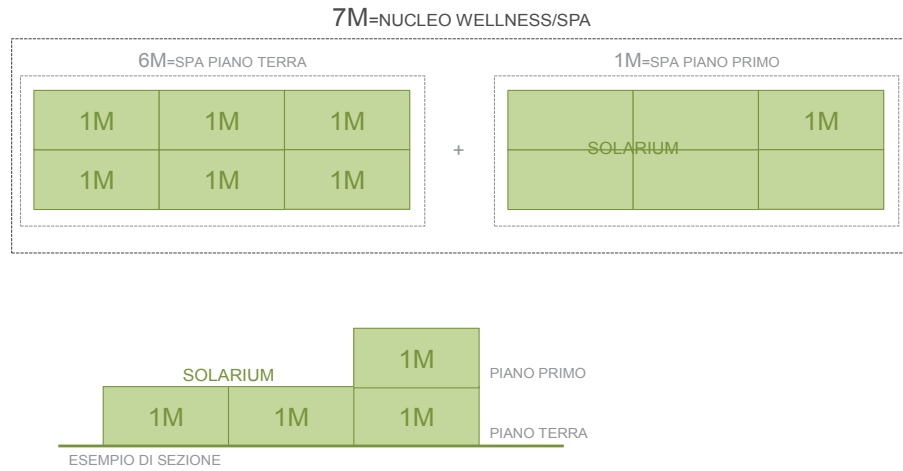 7M=NUCLEO WELLNESS/SPA
6M=SPA PIANO TERRA
1M=SPA PIANO PRIMO
1M 1M 1M
1M
+
SOLARIUM
1M 1M 1M
1M
SOLARIUM
PIANO PRIMO
1M 1M 1M
PIANO TERRA
ESEMPIO DI SEZIONE